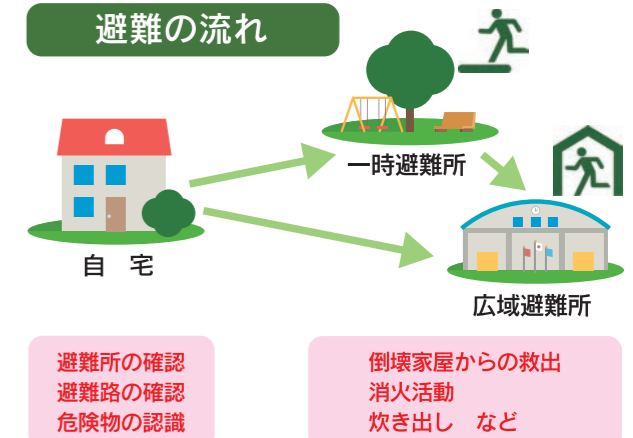 避難の流れ
一時避難所
自　宅
広域避難所
避難所の確認
避難路の確認
危険物の認識
倒壊家屋からの救出
消火活動
炊き出し　など